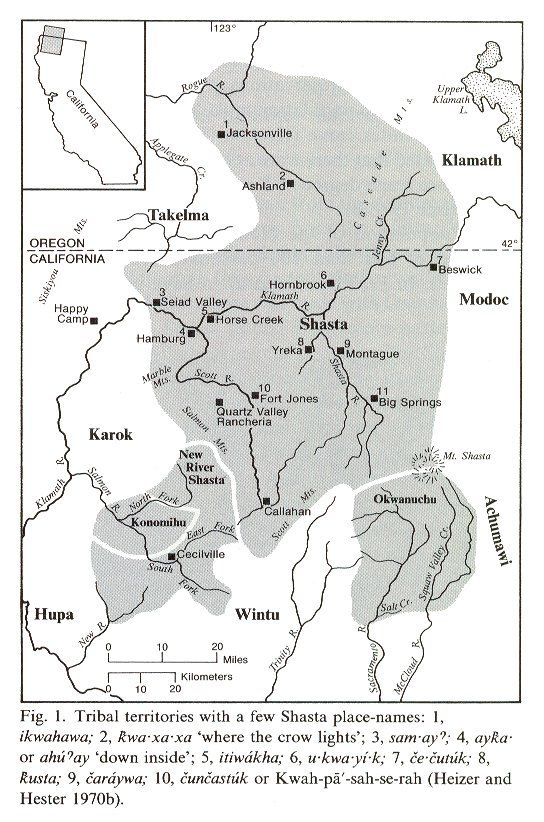 123°
Rogue R.
Upper
Klamath
L.
1
Jacksonville
Cascade Mts.
Applegate Cr.
Klamath
2
Ashland
California
Takelma
Jenny Cr.
Siskiyou Mts.
OREGON
CALIFORNIA
42°
7
Beswick
6
Hornbrook
3
Seiad Valley
Klamath R.
Modoc
Happy
Camp
5
Horse Creek
Shasta
4
Hamburg
8
Yreka
9
Montague
Marble
Mts.
Scott R.
Shasta R.
10
Fort Jones
11
Big Springs
Quartz Valley
Rancheria
Salmon Mts.
Karok
New
River
Shasta
Mt. Shasta
Klamath R.
Salmon R.
North Fork
Okwanuchu
Achumawi
Konomihu
Callahan
Scott Mts.
East Fork
Cecilville
South Fork
Squaw Valley Cr.
Hupa
Wintu
Salt Cr.
New R.
Trinity R.
Sacramento R.
McCloud R.
0 10 20
Miles
0 10 20
Kilometers
Fig. 1. Tribal territories with a few Shasta place-names: 1,
ikwahawa; 2, k̓wa·xa·xa ‘where the crow lights’; 3, sam·ayʔ; 4, ayk̓a·
or ahúʔay ‘down inside’; 5, itiwákha; 6, u·kwa·yí·k; 7, če·čutúk; 8,
k̓usta; 9, čaráywa; 10, čunčastúk or Kwah-pā′-sah-se-rah (Heizer and
Hester 1970b).